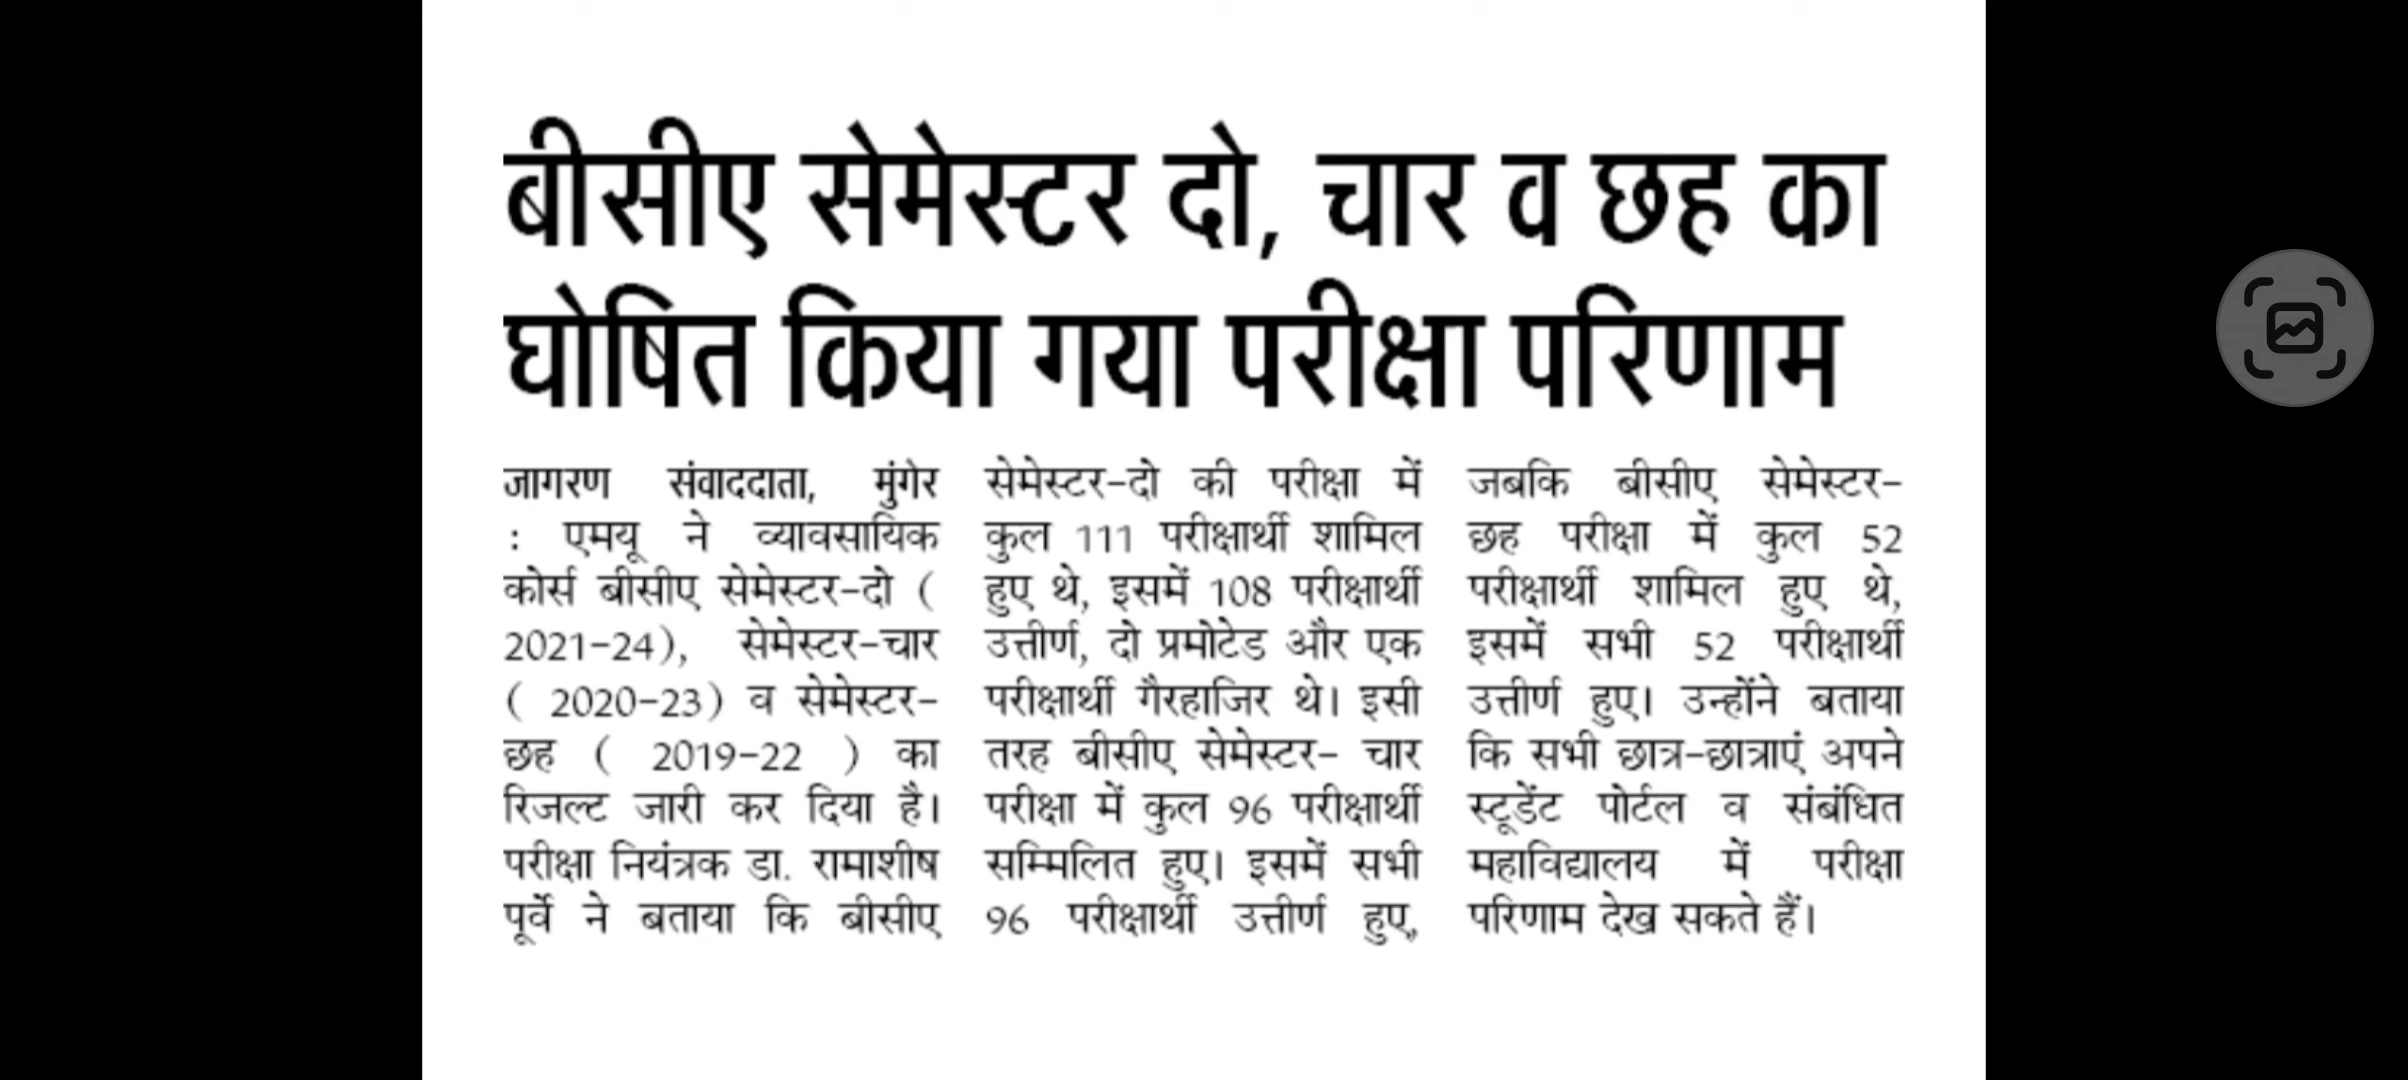 बीसीए सेमेस्टर दो, चार व छह का
घोषित किया गया परीक्षा परिणाम
जागरण संवाददाता, मुंगेर
: एमयू ने व्यावसायिक
कोर्स बीसीए सेमेस्टर-दो (
2021-24), सेमेस्टर-चार
( 2020-23) व सेमेस्टर-
छह ( 2019-22 ) का
रिजल्ट जारी कर दिया है।
परीक्षा नियंत्रक डा. रामाशीष
पूर्वे ने बताया कि बीसीए
सेमेस्टर-दो की परीक्षा में
कुल 111 परीक्षार्थी शामिल
हुए थे, इसमें 108 परीक्षार्थी
उत्तीर्ण, दो प्रमोटेड और एक
परीक्षार्थी गैरहाजिर थे। इसी
तरह बीसीए सेमेस्टर- चार
परीक्षा में कुल 96 परीक्षार्थी
सम्मिलित हुए। इसमें सभी
96 परीक्षार्थी उत्तीर्ण हुए,
जबकि बीसीए सेमेस्टर-
छह परीक्षा में कुल 52
परीक्षार्थी शामिल हुए थे,
इसमें सभी 52 परीक्षार्थी
उत्तीर्ण हुए। उन्होंने बताया
कि सभी छात्र-छात्राएं अपने
स्टूडेंट पोर्टल व संबंधित
महाविद्यालय में परीक्षा
परिणाम देख सकते हैं।